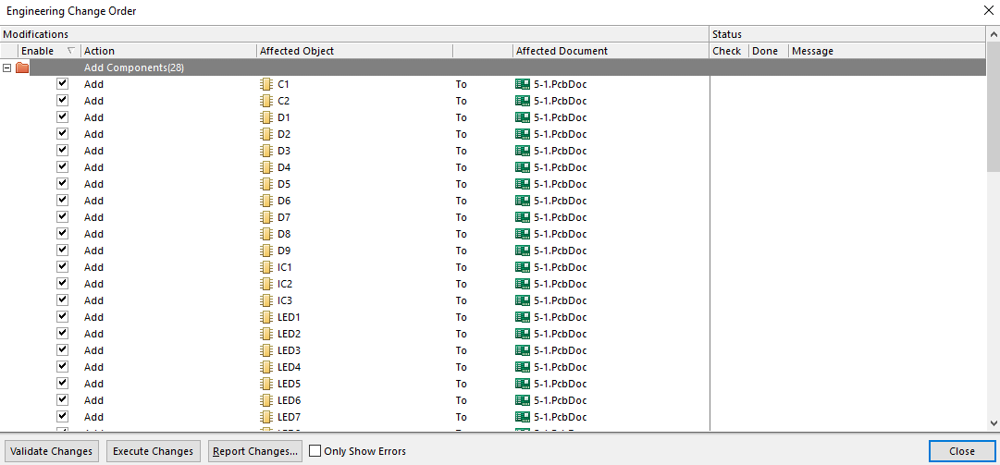 Engineering Change Order
Modifications Status
Enable Action Affected Object Affected Document Check Done Message
Add Components(28)
Add C1 To 5-1.PcbDoc
Add C2 To 5-1.PcbDoc
Add D1 To 5-1.PcbDoc
Add D2 To 5-1.PcbDoc
Add D3 To 5-1.PcbDoc
Add D4 To 5-1.PcbDoc
Add D5 To 5-1.PcbDoc
Add D6 To 5-1.PcbDoc
Add D7 To 5-1.PcbDoc
Add D8 To 5-1.PcbDoc
Add D9 To 5-1.PcbDoc
Add IC1 To 5-1.PcbDoc
Add IC2 To 5-1.PcbDoc
Add IC3 To 5-1.PcbDoc
Add LED1 To 5-1.PcbDoc
Add LED2 To 5-1.PcbDoc
Add LED3 To 5-1.PcbDoc
Add LED4 To 5-1.PcbDoc
Add LED5 To 5-1.PcbDoc
Add LED6 To 5-1.PcbDoc
Add LED7 To 5-1.PcbDoc
Validate Changes Execute Changes Report Changes... Only Show Errors Close